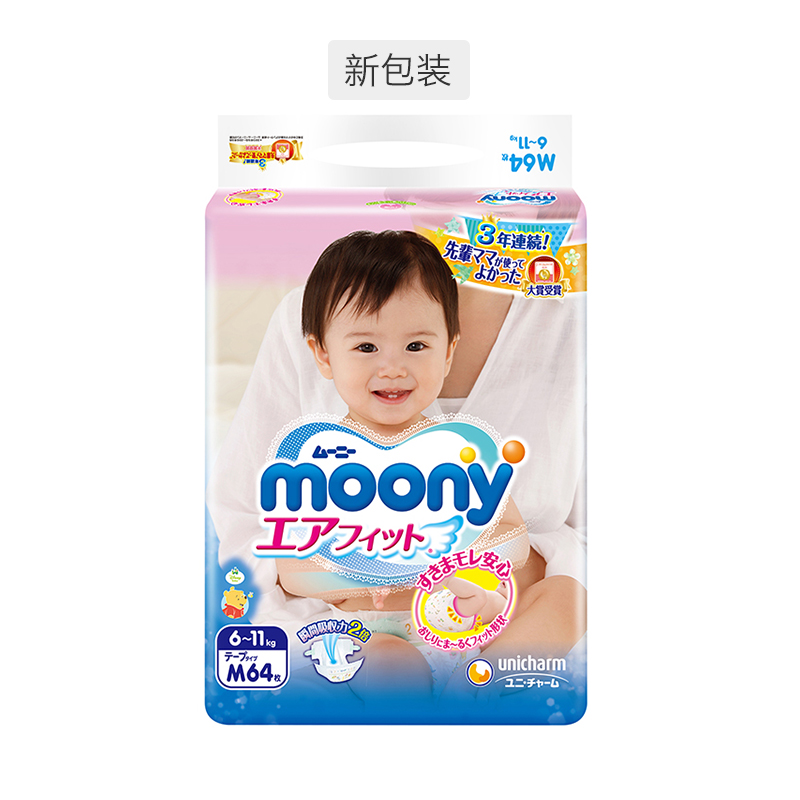 新包装
M64枚
6~11kg
3年連続!
先輩ママが使って
よかった
大賞受賞
moony
ムーニー
moony
エアフィット
すきまモレ安心
おしりにま〜るくフィット形状
瞬間吸収力2倍
6~11kg
テープタイプ
M64枚
unicharm
ユニ・チャーム